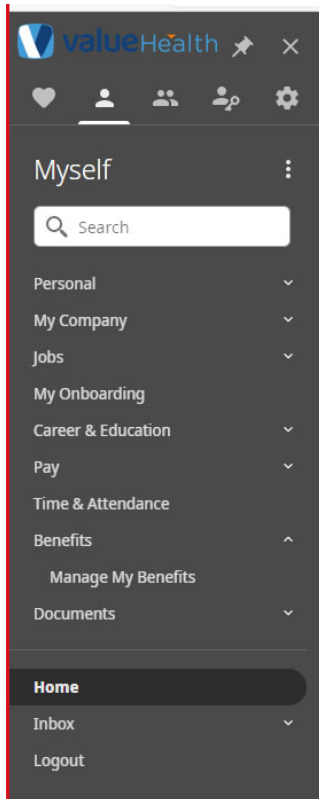 valueHealth
Myself
Search
Personal
My Company
Jobs
My Onboarding
Career & Education
Pay
Time & Attendance
Benefits
Manage My Benefits
Documents
Home
Inbox
Logout